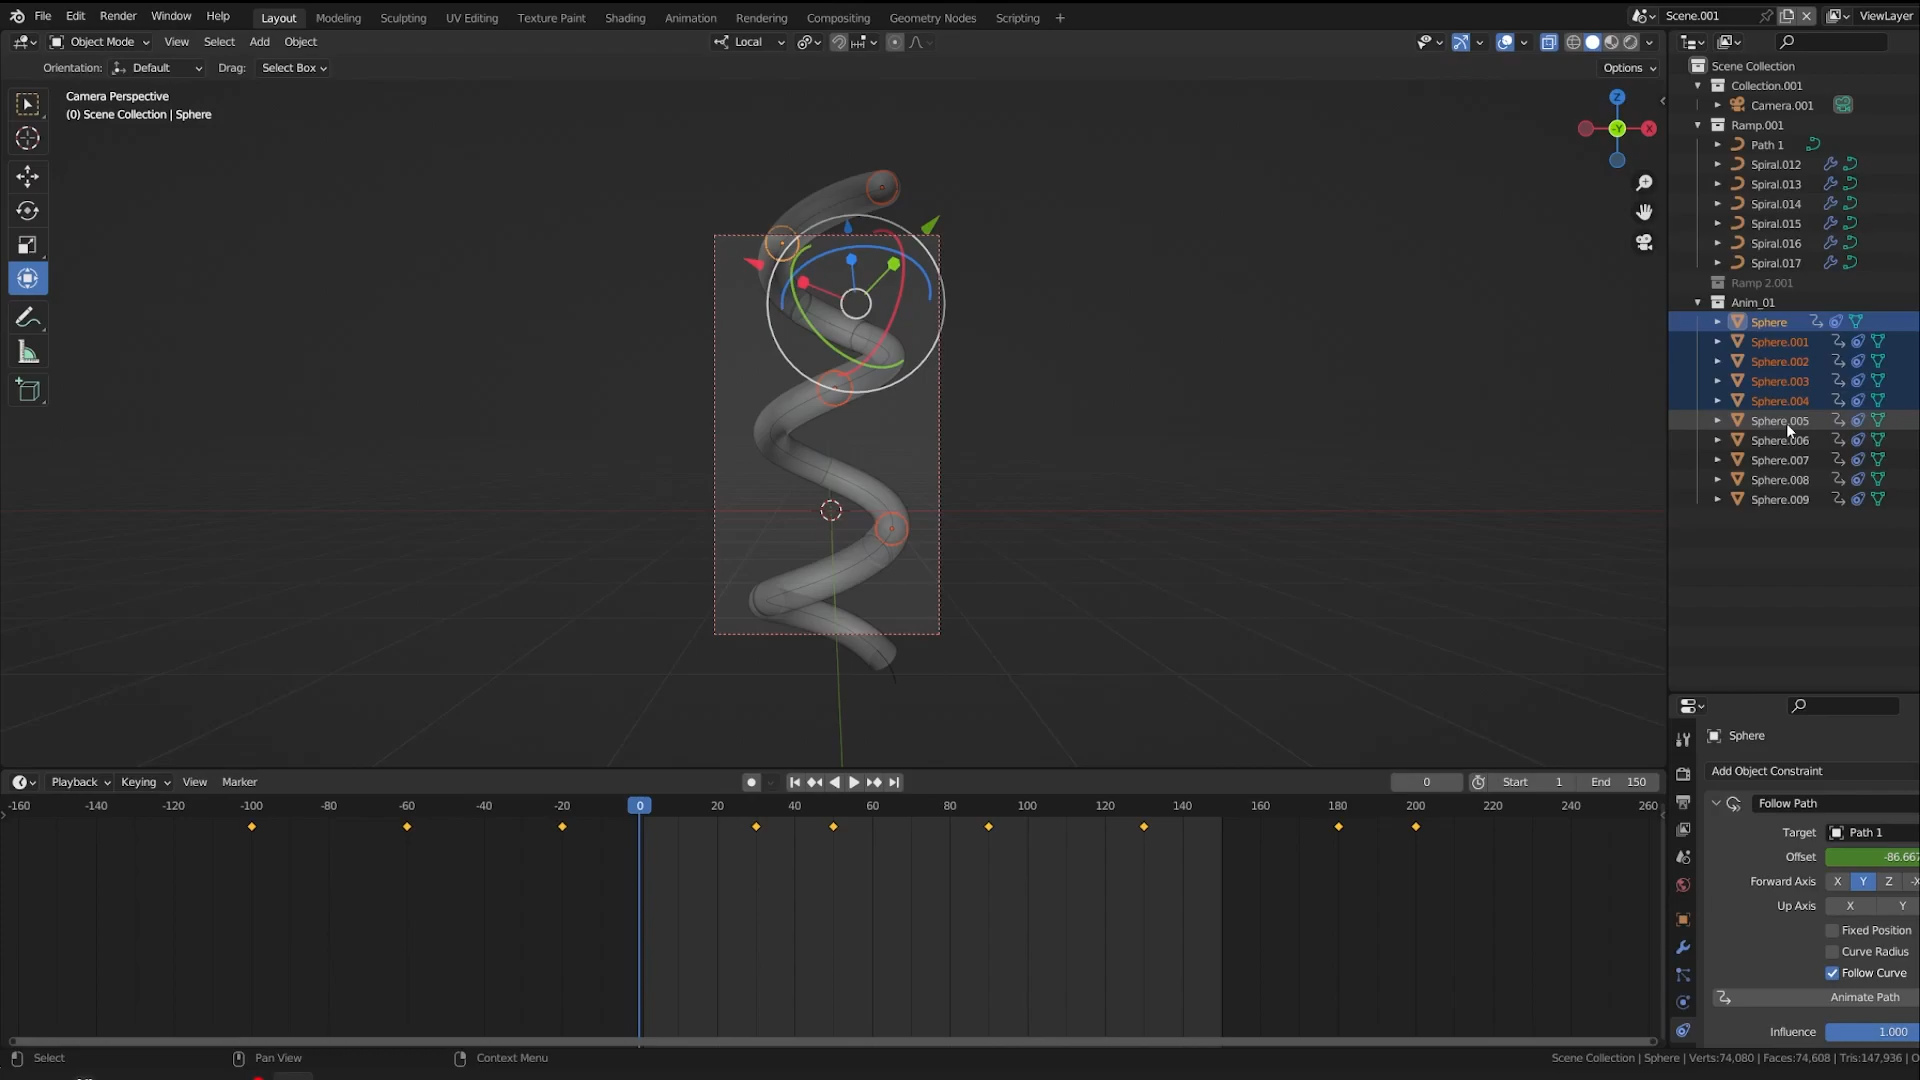 File Edit Render Window Help Layout Modeling Sculpting UV Editing Texture Paint Shading Animation Rendering Compositing Geometry Nodes Scripting + Scene.001 ViewLayer
Object Mode View Select Add Object Local
Orientation: Default Drag: Select Box Options
Camera Perspective
(0) Scene Collection | Sphere
Z
-Y
X
Scene Collection
Collection.001
Camera.001
Ramp.001
Path 1
Spiral.012
Spiral.013
Spiral.014
Spiral.015
Spiral.016
Spiral.017
Ramp 2.001
Anim_01
Sphere
Sphere.001
Sphere.002
Sphere.003
Sphere.004
Sphere.005
Sphere.006
Sphere.007
Sphere.008
Sphere.009
Sphere
Add Object Constraint
Follow Path
Target Path 1
Offset -86.667
Forward Axis X Y Z -X
Up Axis X Y
Fixed Position
Curve Radius
Follow Curve
Animate Path
Influence 1.000
Playback Keying View Marker 0 Start 1 End 150
-160 -140 -120 -100 -80 -60 -40 -20 0 20 40 60 80 100 120 140 160 180 200 220 240 260
Select Pan View Context Menu Scene Collection | Sphere | Verts:74,080 | Faces:74,608 | Tris:147,936 | O